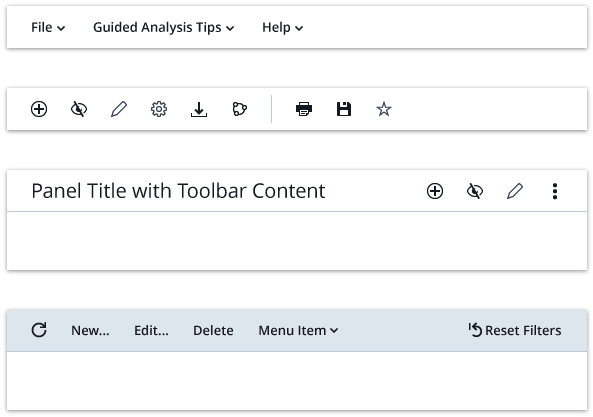 File Guided Analysis Tips Help
Panel Title with Toolbar Content
New... Edit... Delete Menu Item Reset Filters